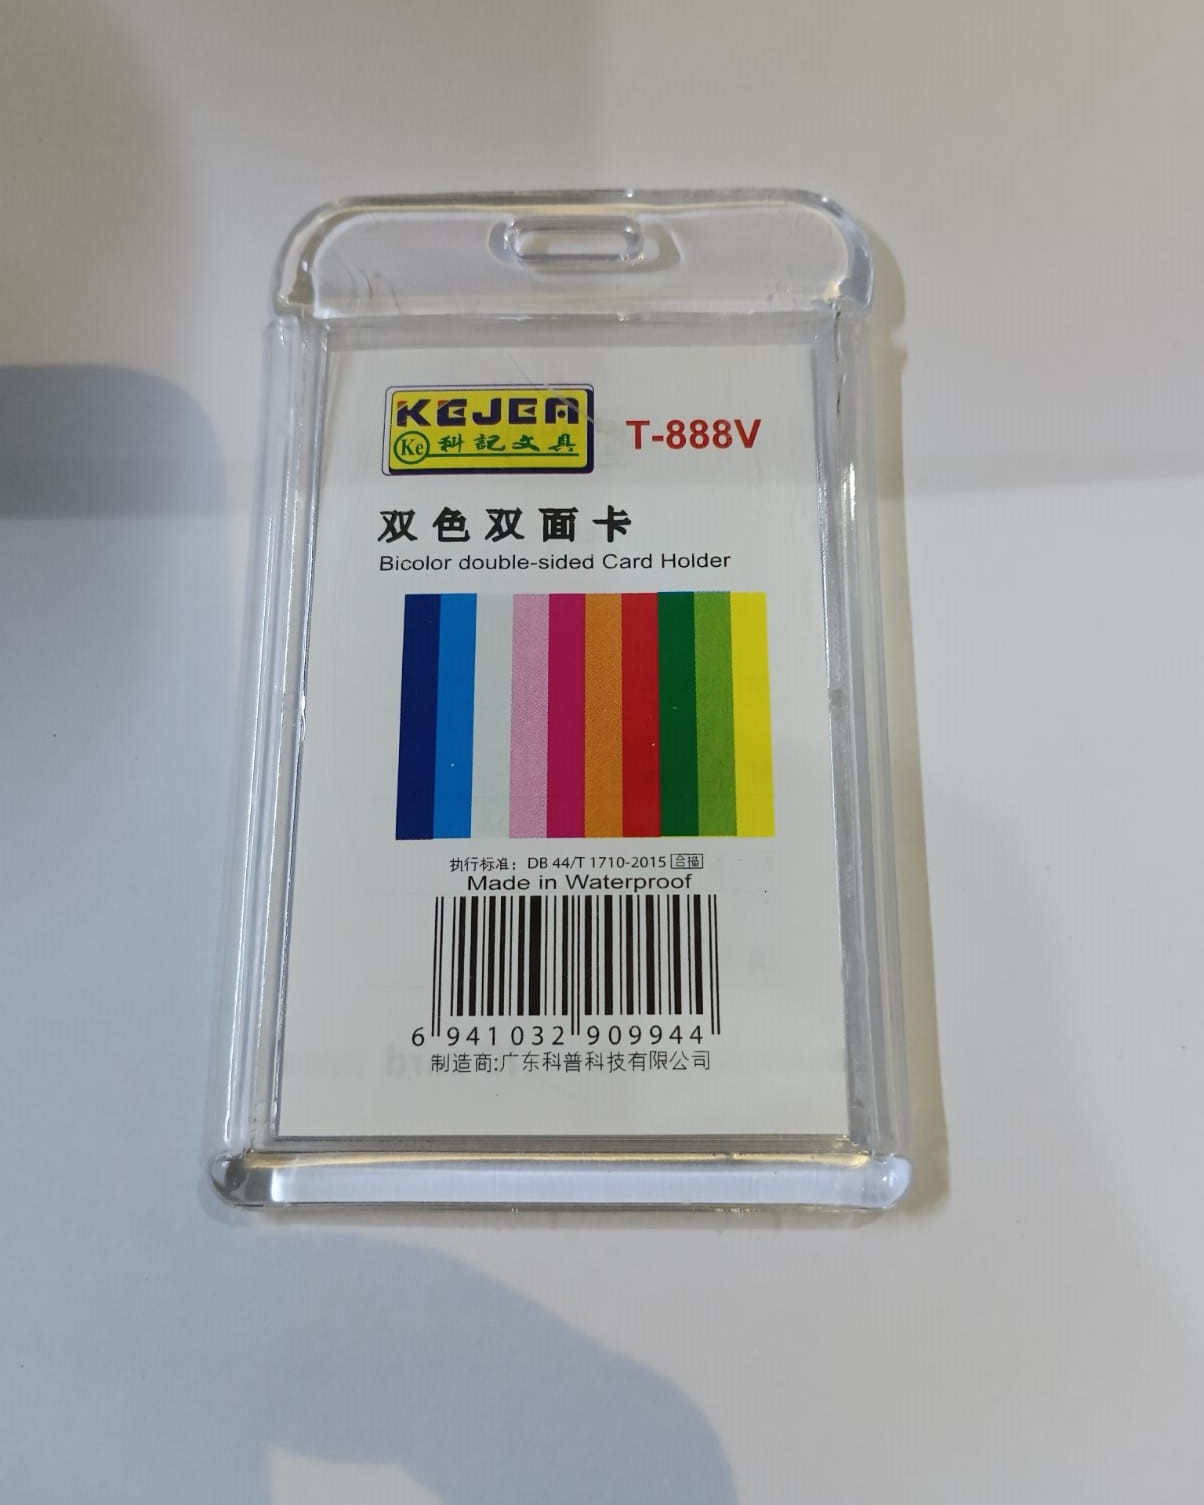 KEJEA
Ke 科記文具
T-888V
双色双面卡
Bicolor double-sided Card Holder
执行标准: DB 44/T 1710-2015 合格
Made in Waterproof
6 941032 909944
制造商:广东科普科技有限公司